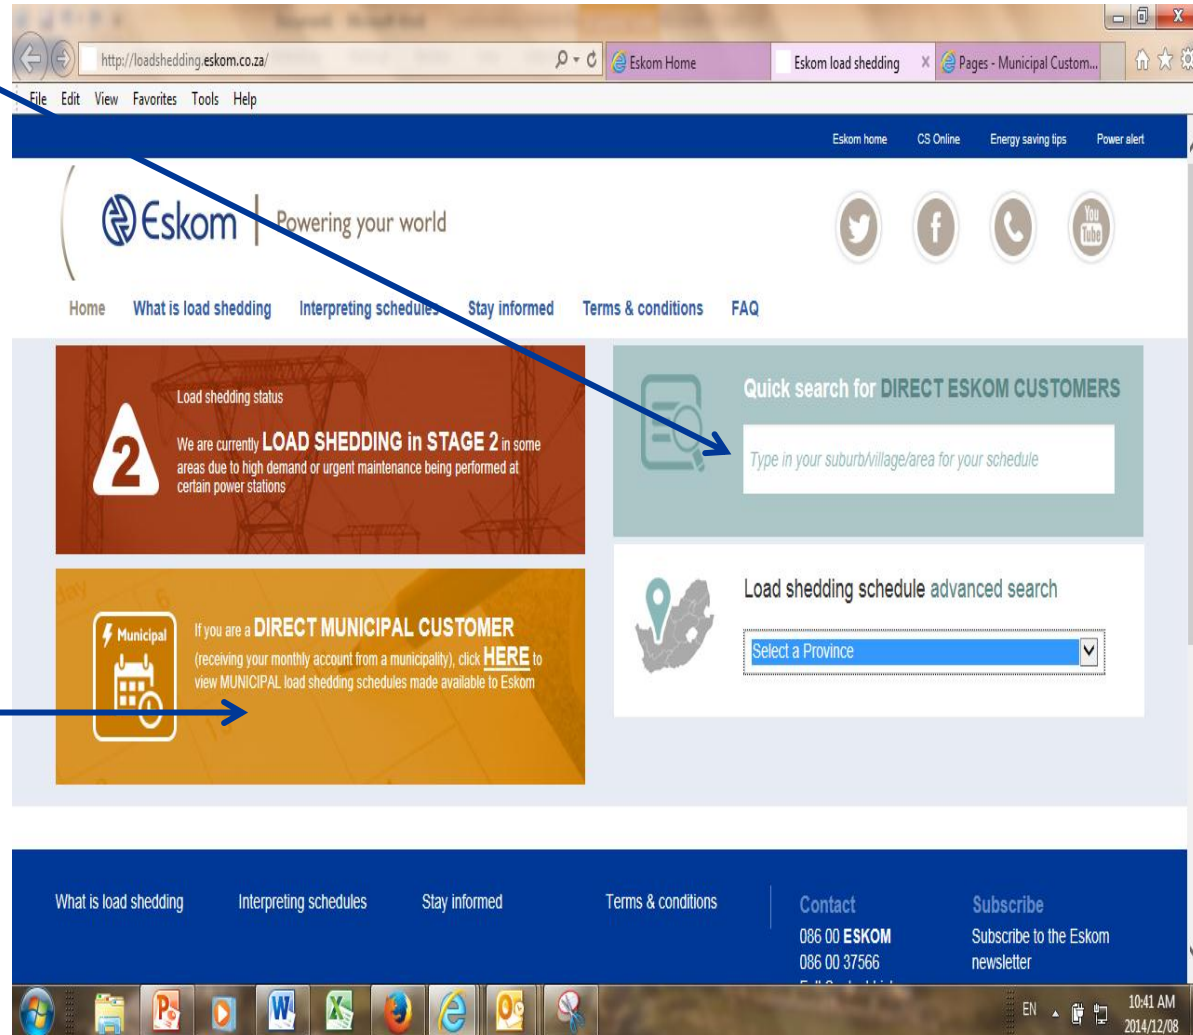 http://loadshedding.eskom.co.za/
Eskom Home
Eskom load shedding
Pages - Municipal Custom...
File Edit View Favorites Tools Help
Eskom home CS Online Energy saving tips Power alert
Eskom Powering your world
You Tube
Home What is load shedding Interpreting schedules Stay informed Terms & conditions FAQ
Load shedding status
2
We are currently LOAD SHEDDING in STAGE 2 in some
areas due to high demand or urgent maintenance being performed at
certain power stations
Quick search for DIRECT ESKOM CUSTOMERS
Type in your suburb/village/area for your schedule
Municipal
If you are a DIRECT MUNICIPAL CUSTOMER
(receiving your monthly account from a municipality), click HERE to
view MUNICIPAL load shedding schedules made available to Eskom
Load shedding schedule advanced search
Select a Province
What is load shedding Interpreting schedules Stay informed Terms & conditions
Contact
086 00 ESKOM
086 00 37566
Subscribe
Subscribe to the Eskom
newsletter
EN
10:41 AM
2014/12/08